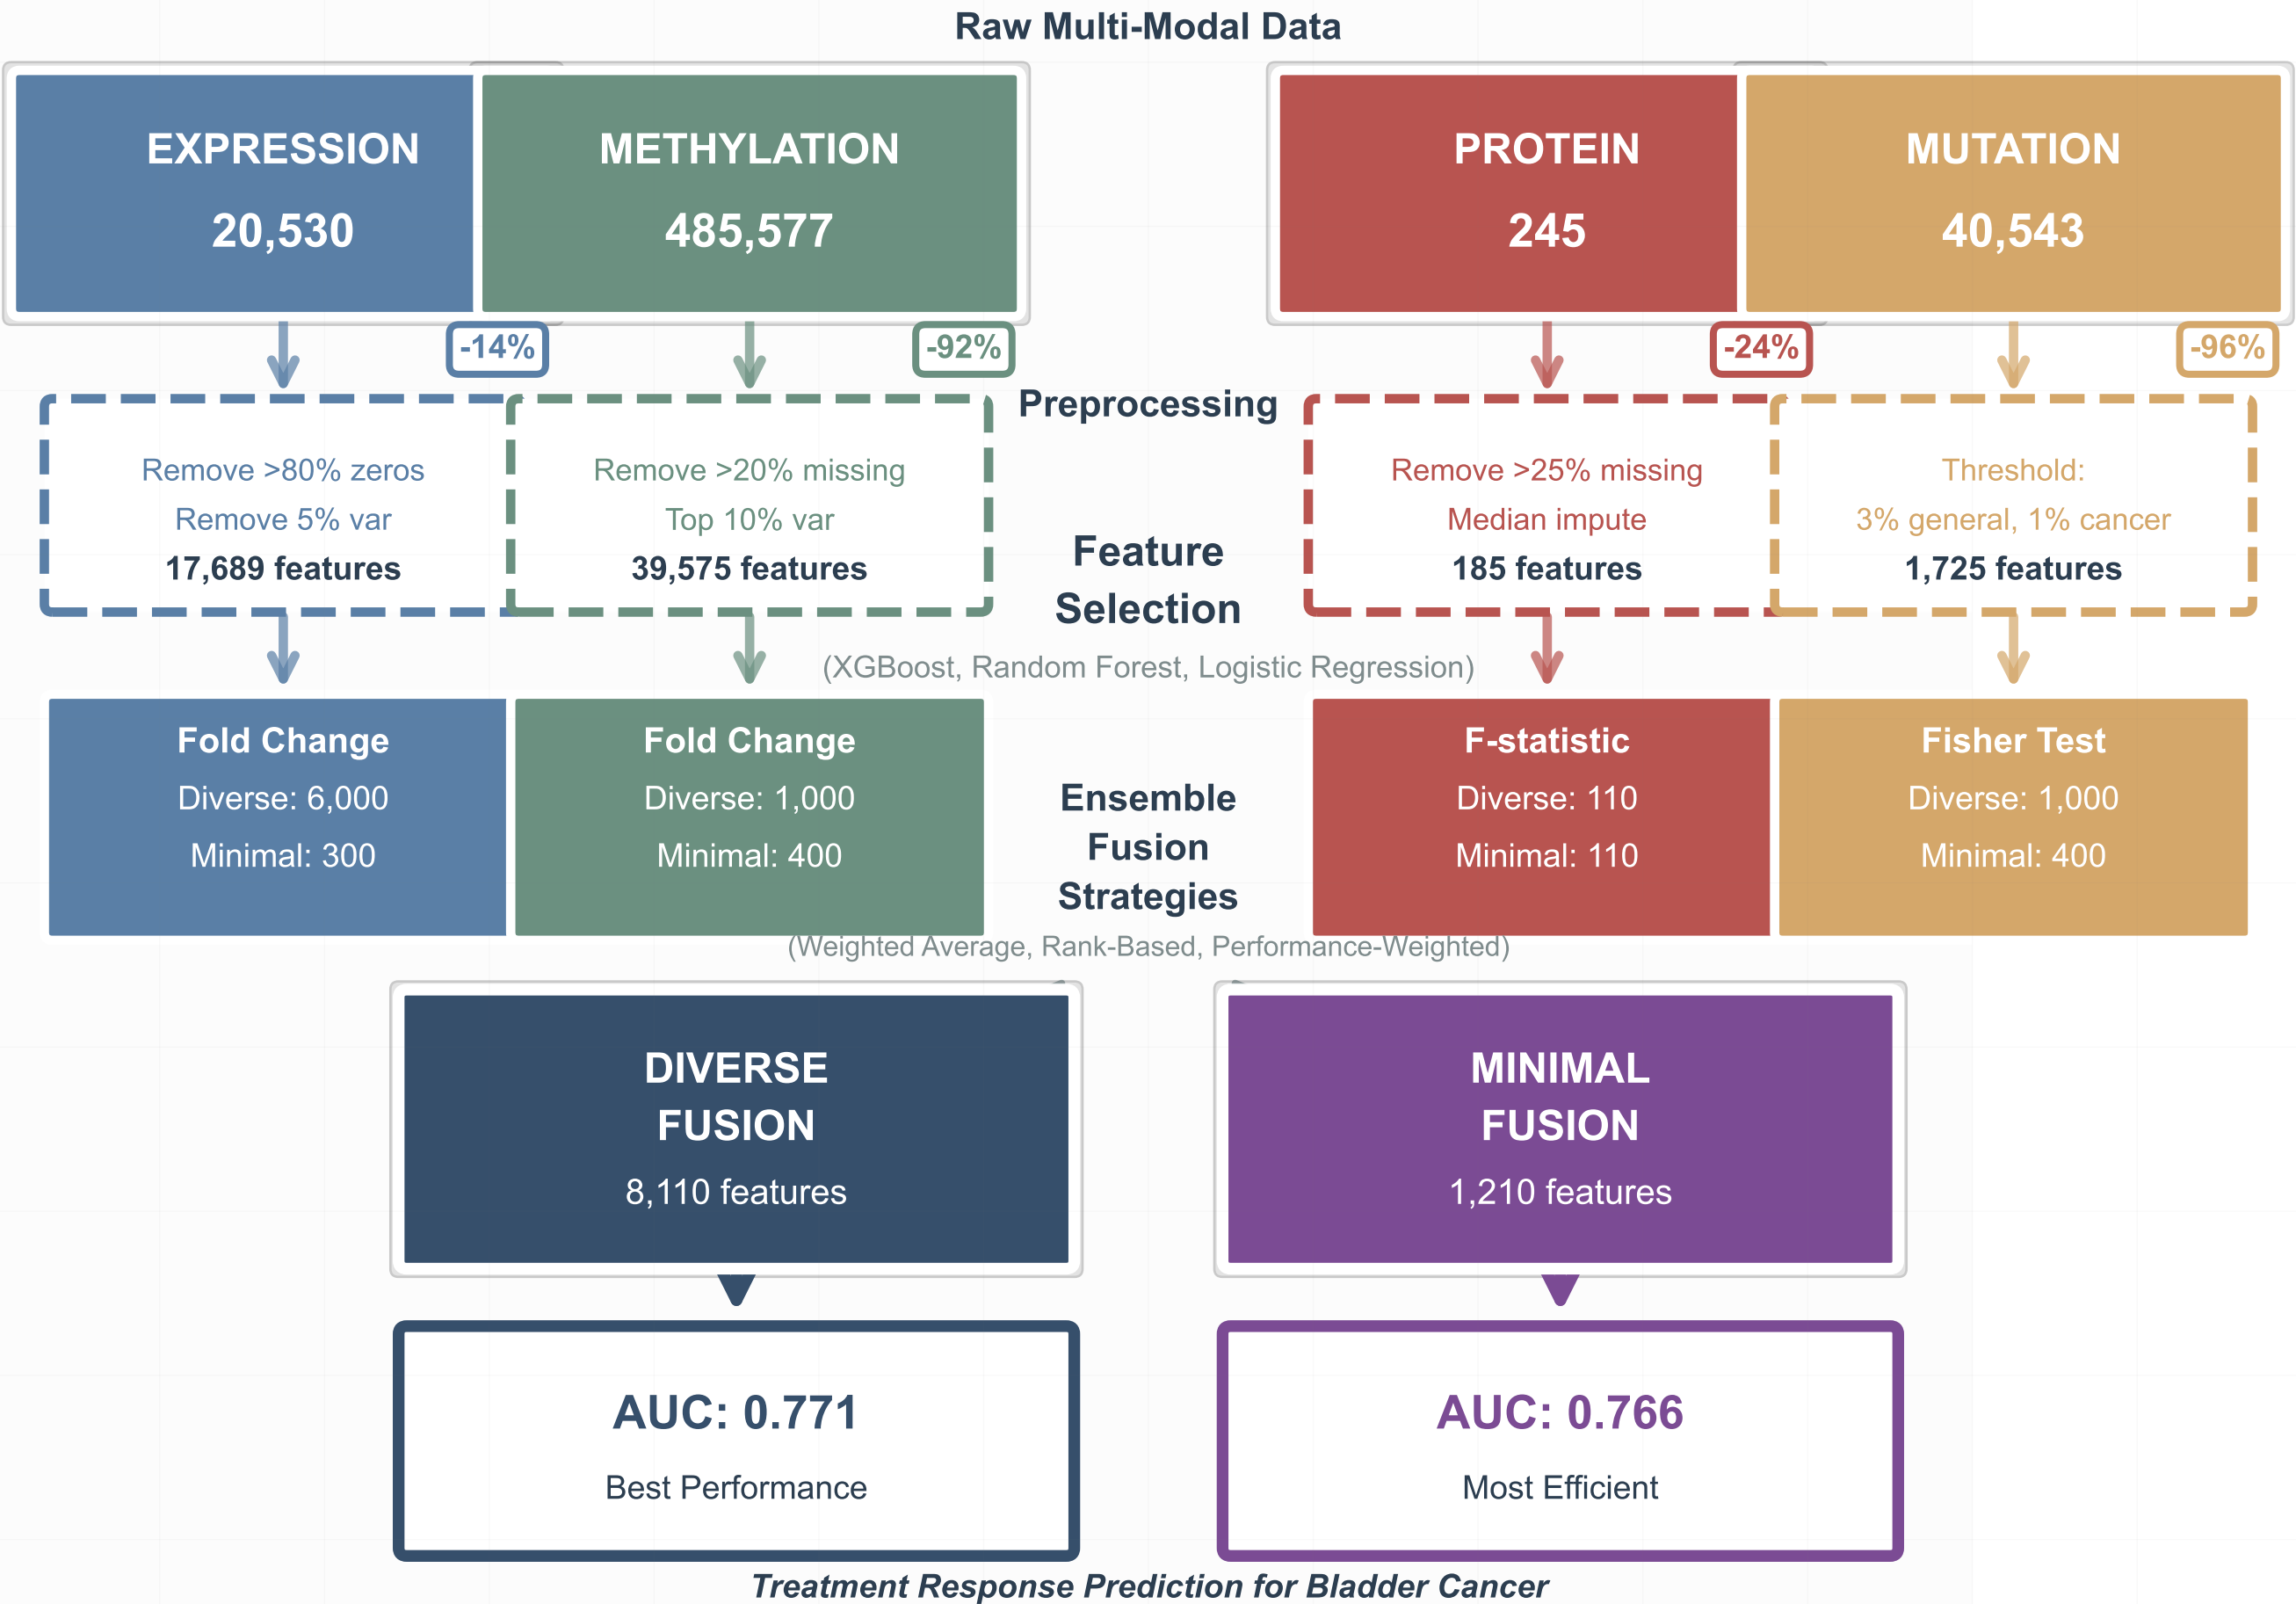 Raw Multi-Modal Data
EXPRESSION
20,530
METHYLATION
485,577
PROTEIN
245
MUTATION
40,543
-14%
-92%
-24%
-96%
Preprocessing
Remove >80% zeros
Remove 5% var
17,689 features
Remove >20% missing
Top 10% var
39,575 features
Remove >25% missing
Median impute
185 features
Threshold:
3% general, 1% cancer
1,725 features
Feature
Selection
(XGBoost, Random Forest, Logistic Regression)
Fold Change
Diverse: 6,000
Minimal: 300
Fold Change
Diverse: 1,000
Minimal: 400
F-statistic
Diverse: 110
Minimal: 110
Fisher Test
Diverse: 1,000
Minimal: 400
Ensemble
Fusion
Strategies
(Weighted Average, Rank-Based, Performance-Weighted)
DIVERSE
FUSION
8,110 features
MINIMAL
FUSION
1,210 features
AUC: 0.771
Best Performance
AUC: 0.766
Most Efficient
Treatment Response Prediction for Bladder Cancer